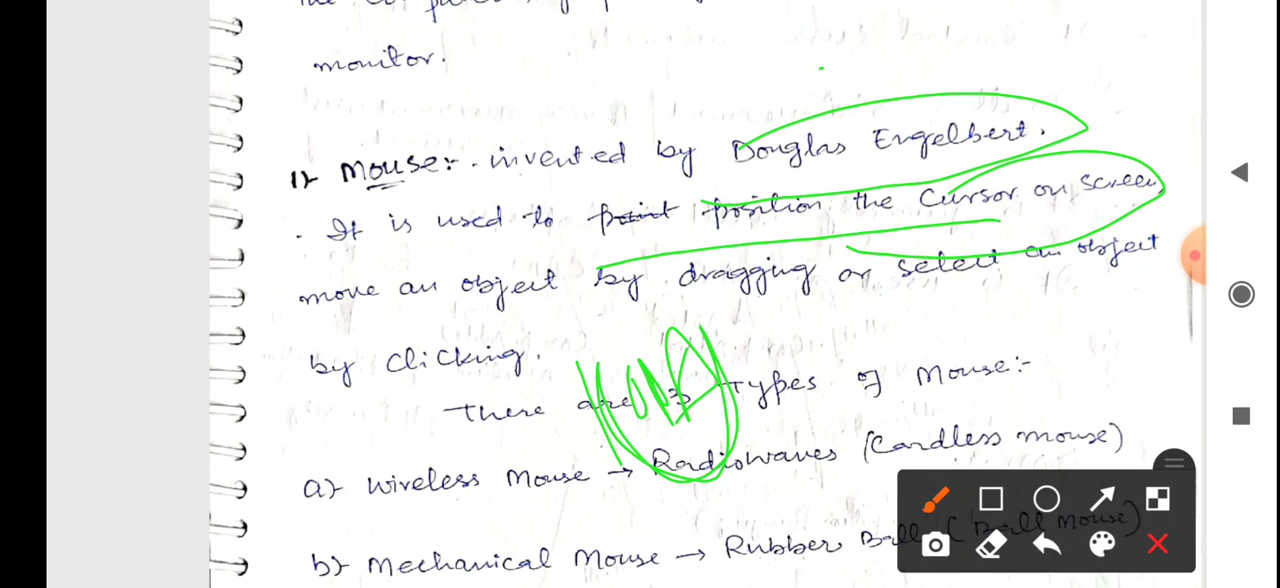 monitor.
1) Mouse:- invented by Douglas Engelbert.
. It is used to point position the Cursor on screen,
move an object by dragging or select an object
by clicking.
There are 3 Types of Mouse:-
a) Wireless Mouse → Radiowaves (Cardless mouse)
b) Mechanical Mouse → Rubber Ball (Ball Mouse)